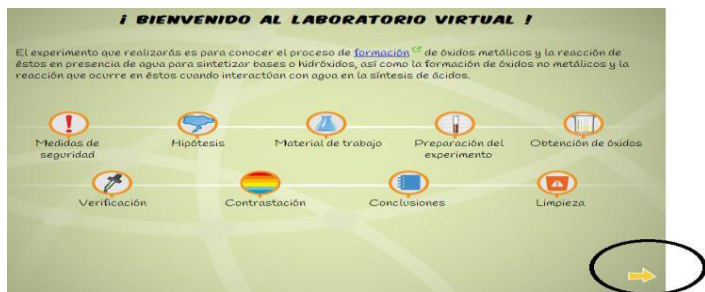 ¡ BIENVENIDO AL LABORATORIO VIRTUAL !
El experimento que realizarás es para conocer el proceso de formación de óxidos metálicos y la reacción de
éstos en presencia de agua para sintetizar bases o hidróxidos, así como la formación de óxidos no metálicos y la
reacción que ocurre en éstos cuando interactúan con agua en la síntesis de ácidos.
Medidas de
seguridad
Hipótesis
Material de trabajo
Preparación del
experimento
Obtención de óxidos
Verificación
Contrastación
Conclusiones
Limpieza